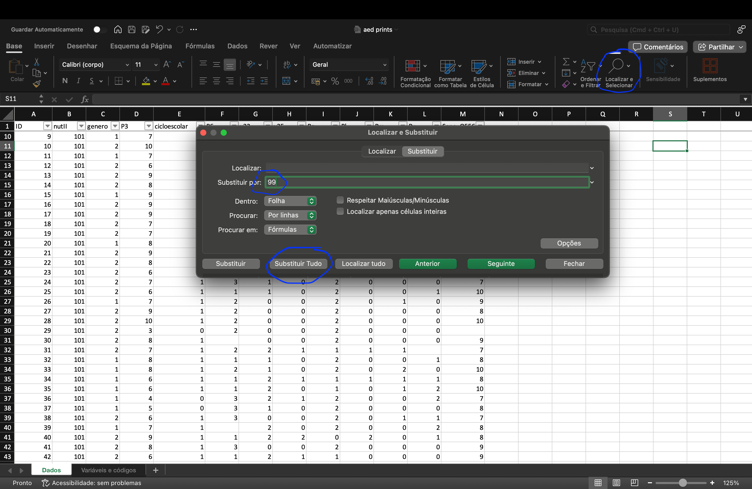 Guardar Automaticamente
aed prints
Pesquisa (Cmd + Ctrl + U)
Base Inserir Desenhar Esquema da Página Fórmulas Dados Rever Ver Automatizar
Comentários Partilhar
Colar
Calibri (corpo) 11
N I S
Geral
Formatação Condicional
Formatar como Tabela
Estilos de Célula
Inserir
Eliminar
Formatar
Ordenar e Filtrar
Localizar e Selecionar
Sensibilidade
Suplementos
S11
fx
A B C D E F G H I J K L M N O P Q R S T U
1 ID nutil genero P3 cicloescolar
10 9 101 1 7
11 10 101 2 10
12 11 101 1 7
13 12 101 2 6
14 13 101 2 9
15 14 101 2 8
16 15 101 1 9
17 16 101 2 9
18 17 101 2 9
19 18 101 2 7
20 19 101 2 7
21 20 101 1 8
22 21 101 2 9
23 22 101 2 8
24 23 101 2 6
Localizar e Substituir
Localizar Substituir
Localizar:
Substituir por: 99
Dentro: Folha
Respeitar Maiúsculas/Minúsculas
Procurar: Por linhas
Localizar apenas células inteiras
Procurar em: Fórmulas
Opções
Substituir Substituir Tudo Localizar tudo Anterior Seguinte Fechar
25 24 101 2 7 1 3 1 0 2 0 0 0 7
26 25 101 2 6 1 1 1 0 2 0 0 1 10
27 26 101 1 7 1 2 0 0 2 0 1 0 9
28 27 101 2 9 1 2 0 0 2 0 0 0 8
29 28 101 2 10 1 2 0 0 2 0 0 0 10
30 29 101 2 3 0 2 0 0 2 0 0 0
31 30 101 2 8 1 0 0 2 0 0 0 9
32 31 101 2 7 1 2 2 1 1 1 1 7
33 32 101 1 8 1 1 1 0 2 0 0 1 8
34 33 101 1 8 1 2 1 0 2 0 2 0 10
35 34 101 1 6 1 1 2 1 1 1 1 1 8
36 35 101 1 6 1 1 2 0 2 0 1 2 10
37 36 101 1 4 0 3 2 1 2 0 0 0 7
38 37 101 1 5 0 3 1 0 2 0 0 0 8
39 38 101 2 6 1 3 0 0 2 0 1 1 7
40 39 101 1 7 1 2 0 2 0 0 2 8
41 40 101 2 9 1 1 2 2 0 2 0 1 8
42 41 101 2 8 1 3 0 0 2 0 0 0 9
43 42 101 2 6 1 1 2 1 1 0 0 0 9
Dados Variáveis e códigos
Pronto Acessibilidade: sem problemas
125%